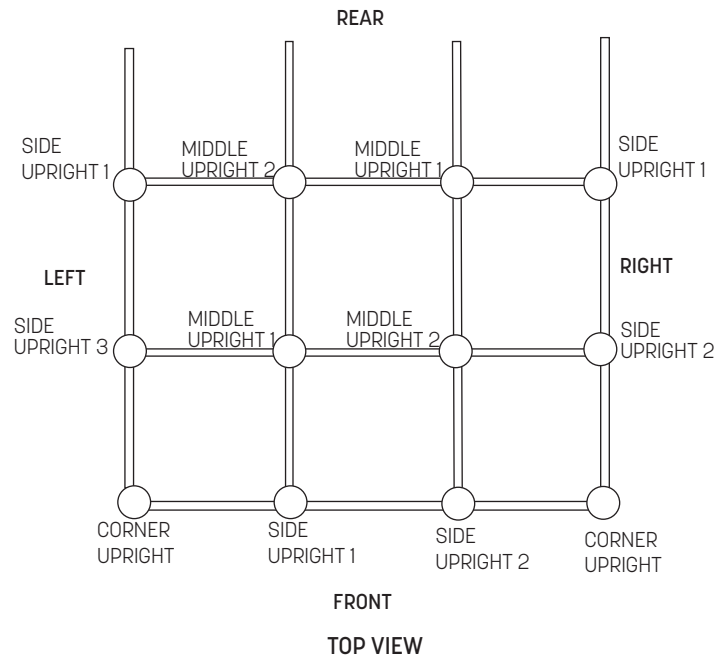 REAR
SIDE
UPRIGHT 1
MIDDLE
UPRIGHT 2
MIDDLE
UPRIGHT 1
SIDE
UPRIGHT 1
LEFT
RIGHT
SIDE
UPRIGHT 3
MIDDLE
UPRIGHT 1
MIDDLE
UPRIGHT 2
SIDE
UPRIGHT 2
CORNER
UPRIGHT
SIDE
UPRIGHT 1
SIDE
UPRIGHT 2
CORNER
UPRIGHT
FRONT
TOP VIEW